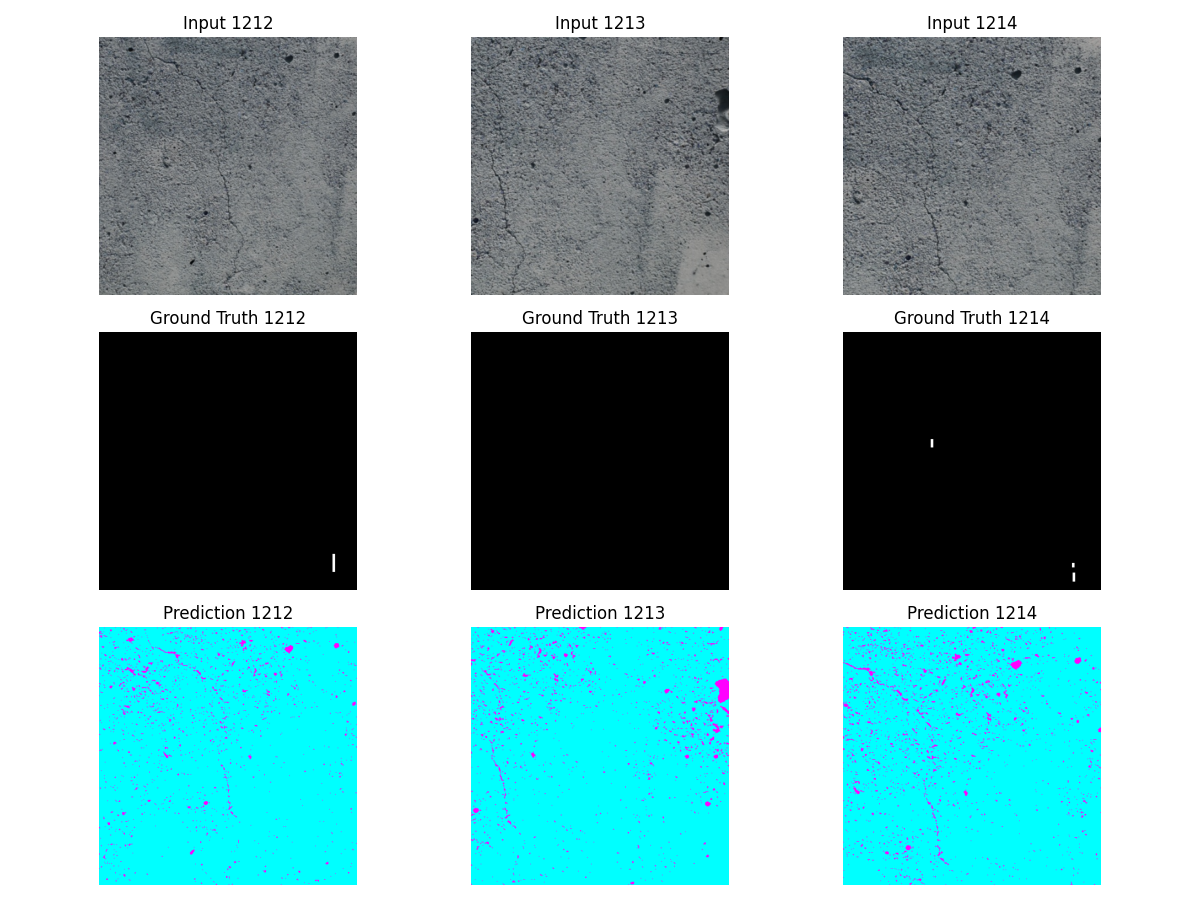 Input 1212
Input 1213
Input 1214
Ground Truth 1212
Ground Truth 1213
Ground Truth 1214
Prediction 1212
Prediction 1213
Prediction 1214